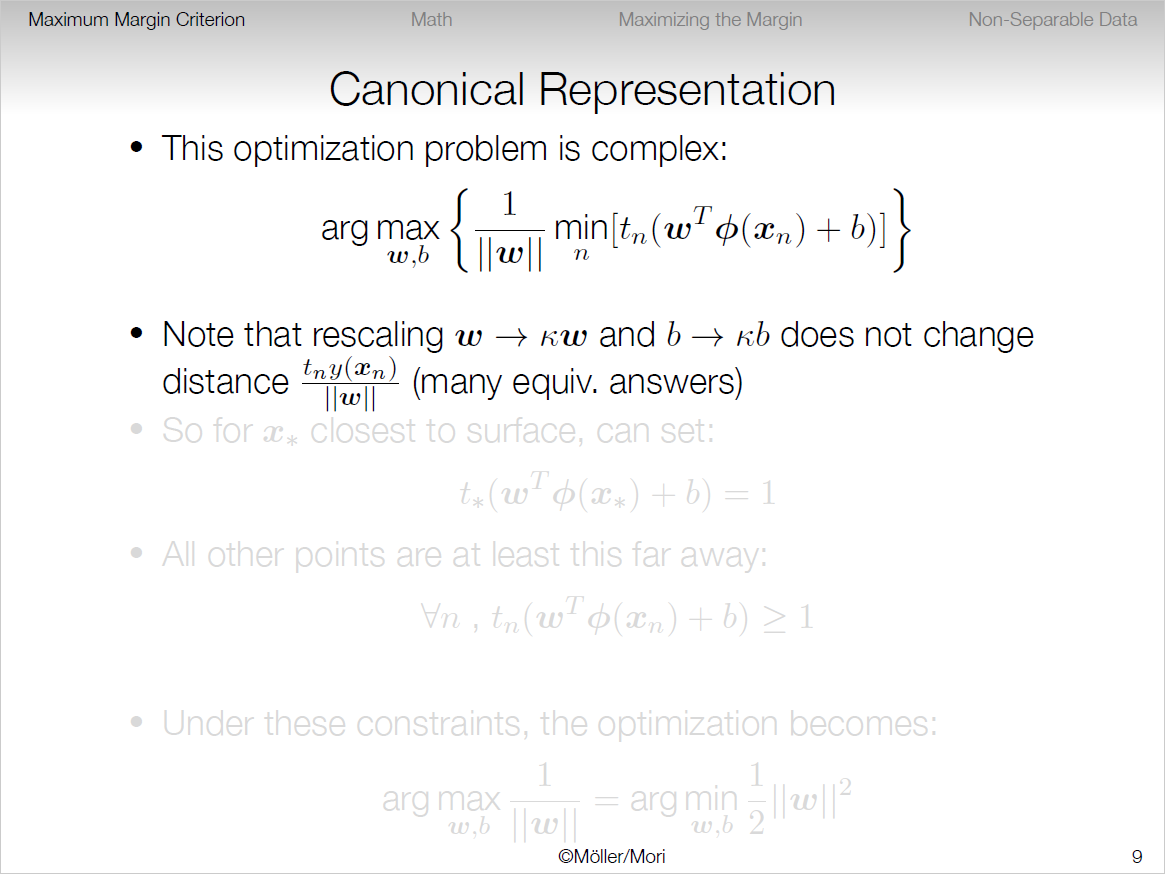 Maximum Margin Criterion Math Maximizing the Margin Non-Separable Data
Canonical Representation
• This optimization problem is complex:
arg max_{w,b} { 1/||w|| min_n [t_n(w^T ϕ(x_n) + b)] }
• Note that rescaling w → κw and b → κb does not change
distance t_n y(x_n)/||w|| (many equiv. answers)
• So for x_* closest to surface, can set:
t_*(w^T ϕ(x_*) + b) = 1
• All other points are at least this far away:
∀n , t_n(w^T ϕ(x_n) + b) ≥ 1
• Under these constraints, the optimization becomes:
arg max_{w,b} 1/||w|| = arg min_{w,b} 1/2 ||w||^2
©Möller/Mori 9